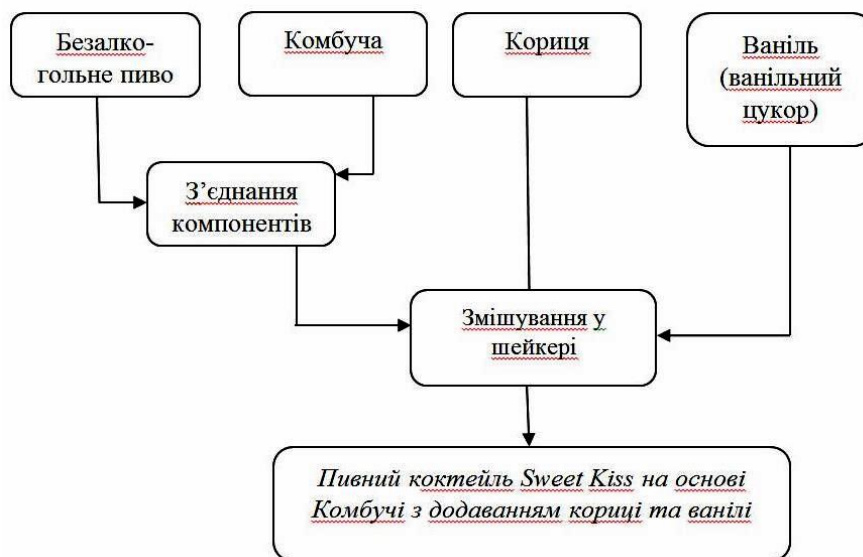 Безалко-
гольне пиво
Комбуча
Кориця
Ваніль
(ванільний
цукор)
З’єднання
компонентів
Змішування у
шейкері
Пивний коктейль Sweet Kiss на основі
Комбучі з додаванням кориці та ванілі